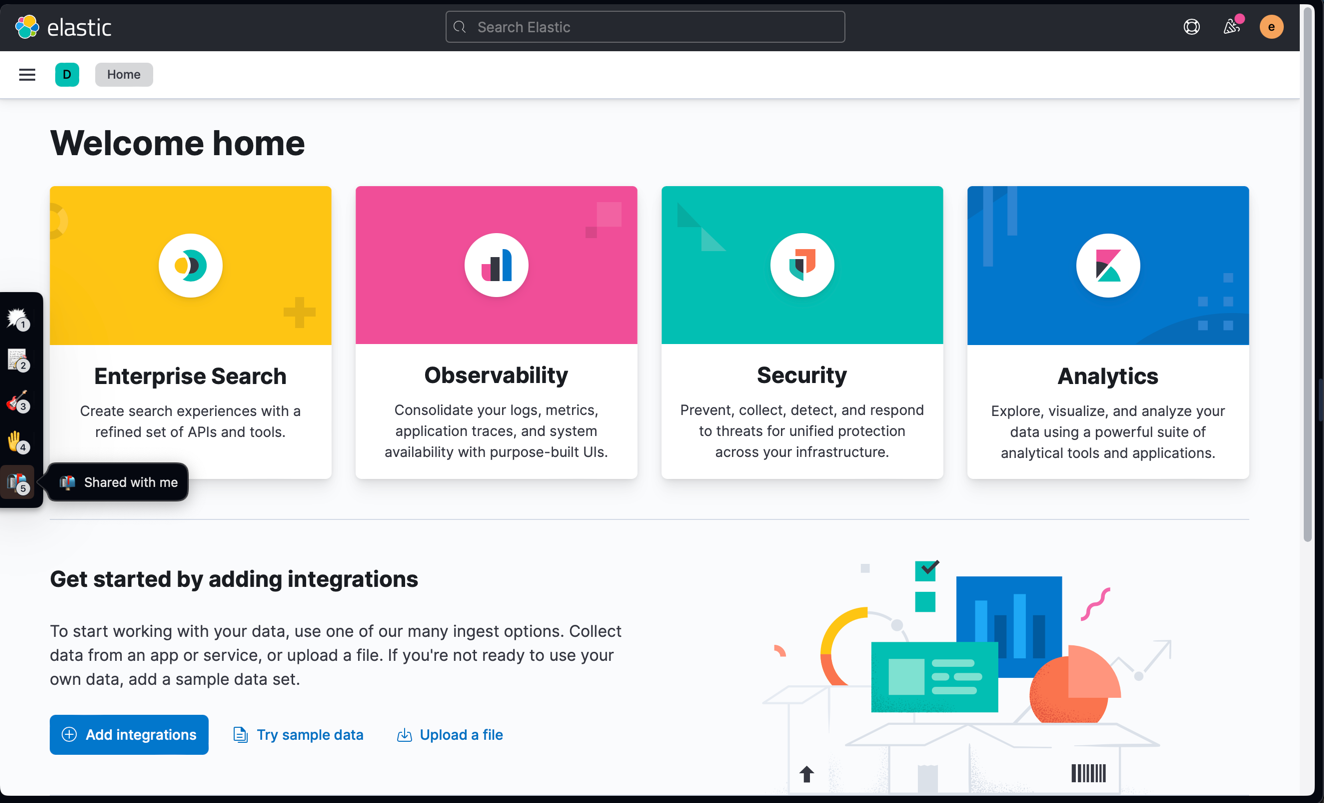 elastic
Search Elastic
e
D
Home
Welcome home
Enterprise Search
Create search experiences with a
refined set of APIs and tools.
Observability
Consolidate your logs, metrics,
application traces, and system
availability with purpose-built UIs.
Security
Prevent, collect, detect, and respond
to threats for unified protection
across your infrastructure.
Analytics
Explore, visualize, and analyze your
data using a powerful suite of
analytical tools and applications.
1
2
3
4
5
Shared with me
Get started by adding integrations
To start working with your data, use one of our many ingest options. Collect
data from an app or service, or upload a file. If you're not ready to use your
own data, add a sample data set.
Add integrations
Try sample data
Upload a file